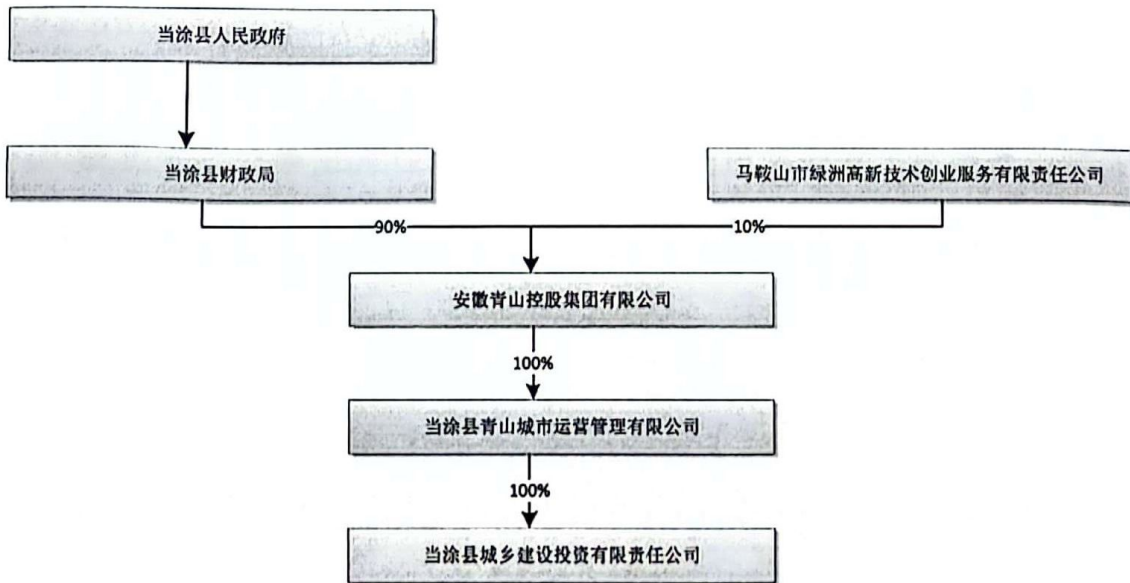 当涂县人民政府
当涂县财政局
马鞍山市绿洲高新技术创业服务有限责任公司
90%
10%
安徽青山控股集团有限公司
100%
当涂县青山城市运营管理有限公司
100%
当涂县城乡建设投资有限责任公司